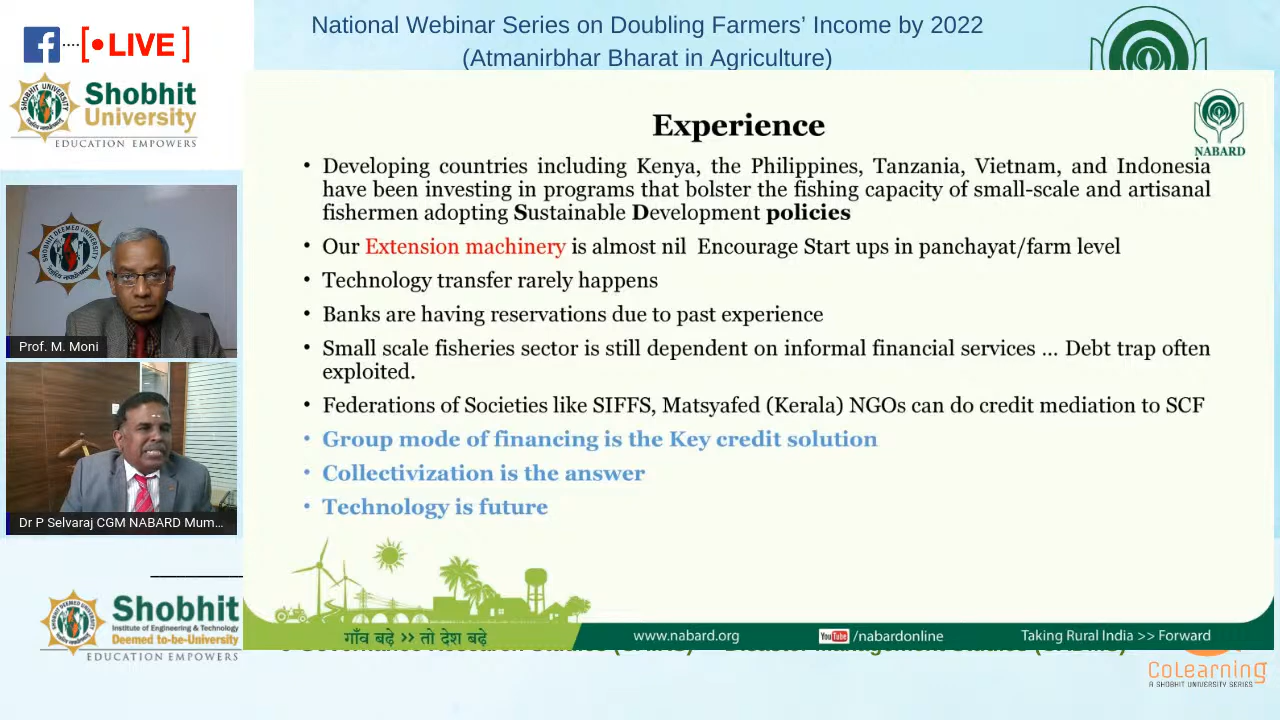 National Webinar Series on Doubling Farmers' Income by 2022
(Atmanirbhar Bharat in Agriculture)
[•LIVE]
Shobhit
University
EDUCATION EMPOWERS
Experience
NABARD
• Developing countries including Kenya, the Philippines, Tanzania, Vietnam, and Indonesia
have been investing in programs that bolster the fishing capacity of small-scale and artisanal
fishermen adopting Sustainable Development policies
• Our Extension machinery is almost nil Encourage Start ups in panchayat/farm level
• Technology transfer rarely happens
• Banks are having reservations due to past experience
• Small scale fisheries sector is still dependent on informal financial services ... Debt trap often
exploited.
• Federations of Societies like SIFFS, Matsyafed (Kerala) NGOs can do credit mediation to SCF
• Group mode of financing is the Key credit solution
• Collectivization is the answer
• Technology is future
SHOBHIT DEEMED UNIVERSITY
Prof. M. Moni
Dr P Selvaraj CGM NABARD Mum...
Shobhit
Institute of Engineering & Technology
Deemed to-be-University
EDUCATION EMPOWERS
गाँव बढ़े >> तो देश बढ़े
www.nabard.org
YouTube /nabardonline
Taking Rural India >> Forward
CoLearning
A SHOBHIT UNIVERSITY SERIES